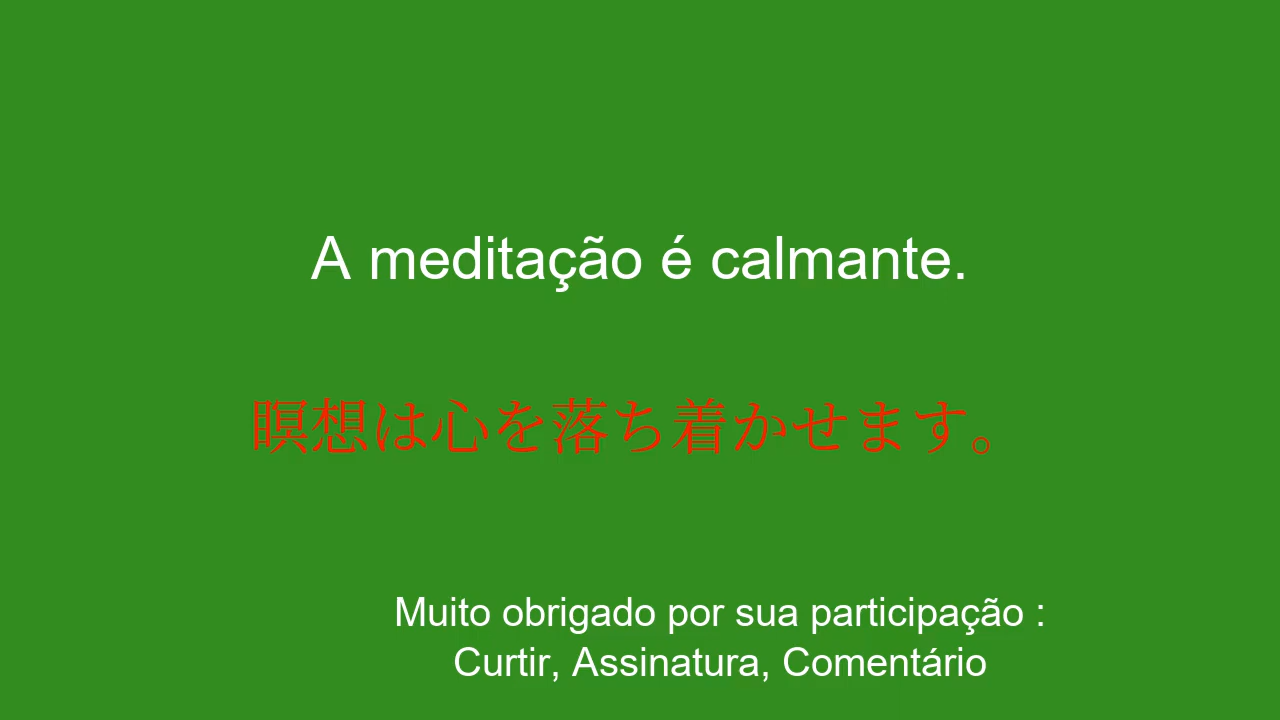 A meditação é calmante.
瞑想は心を落ち着かせます。
Muito obrigado por sua participação :
Curtir, Assinatura, Comentário